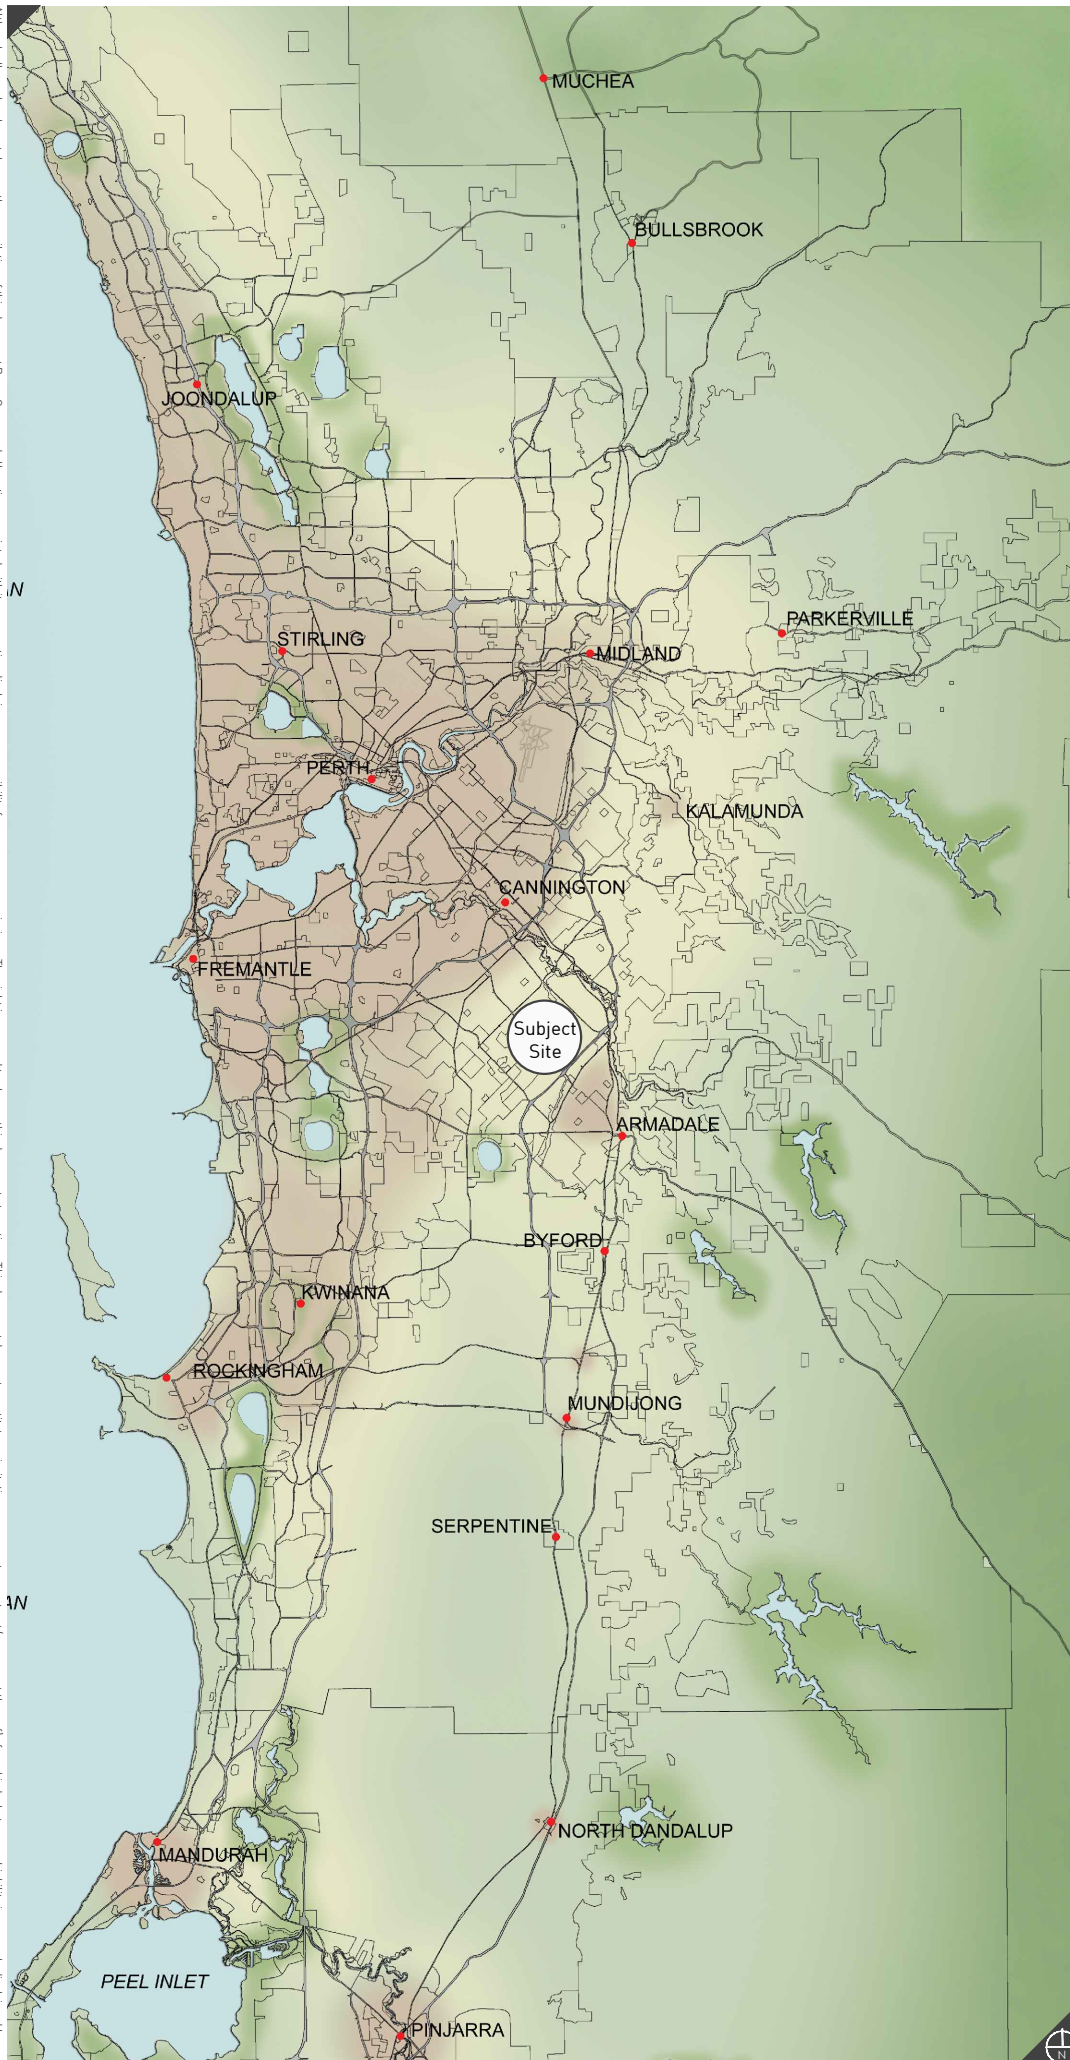 MUCHEA
BULLSBROOK
JOONDALUP
AN
PARKERVILLE
STIRLING
MIDLAND
PERTH
KALAMUNDA
CANNINGTON
FREMANTLE
Subject
Site
ARMADALE
BYFORD
KWINANA
ROCKINGHAM
MUNDIJONG
SERPENTINE
AN
NORTH DANDALUP
MANDURAH
PEEL INLET
PINJARRA
N